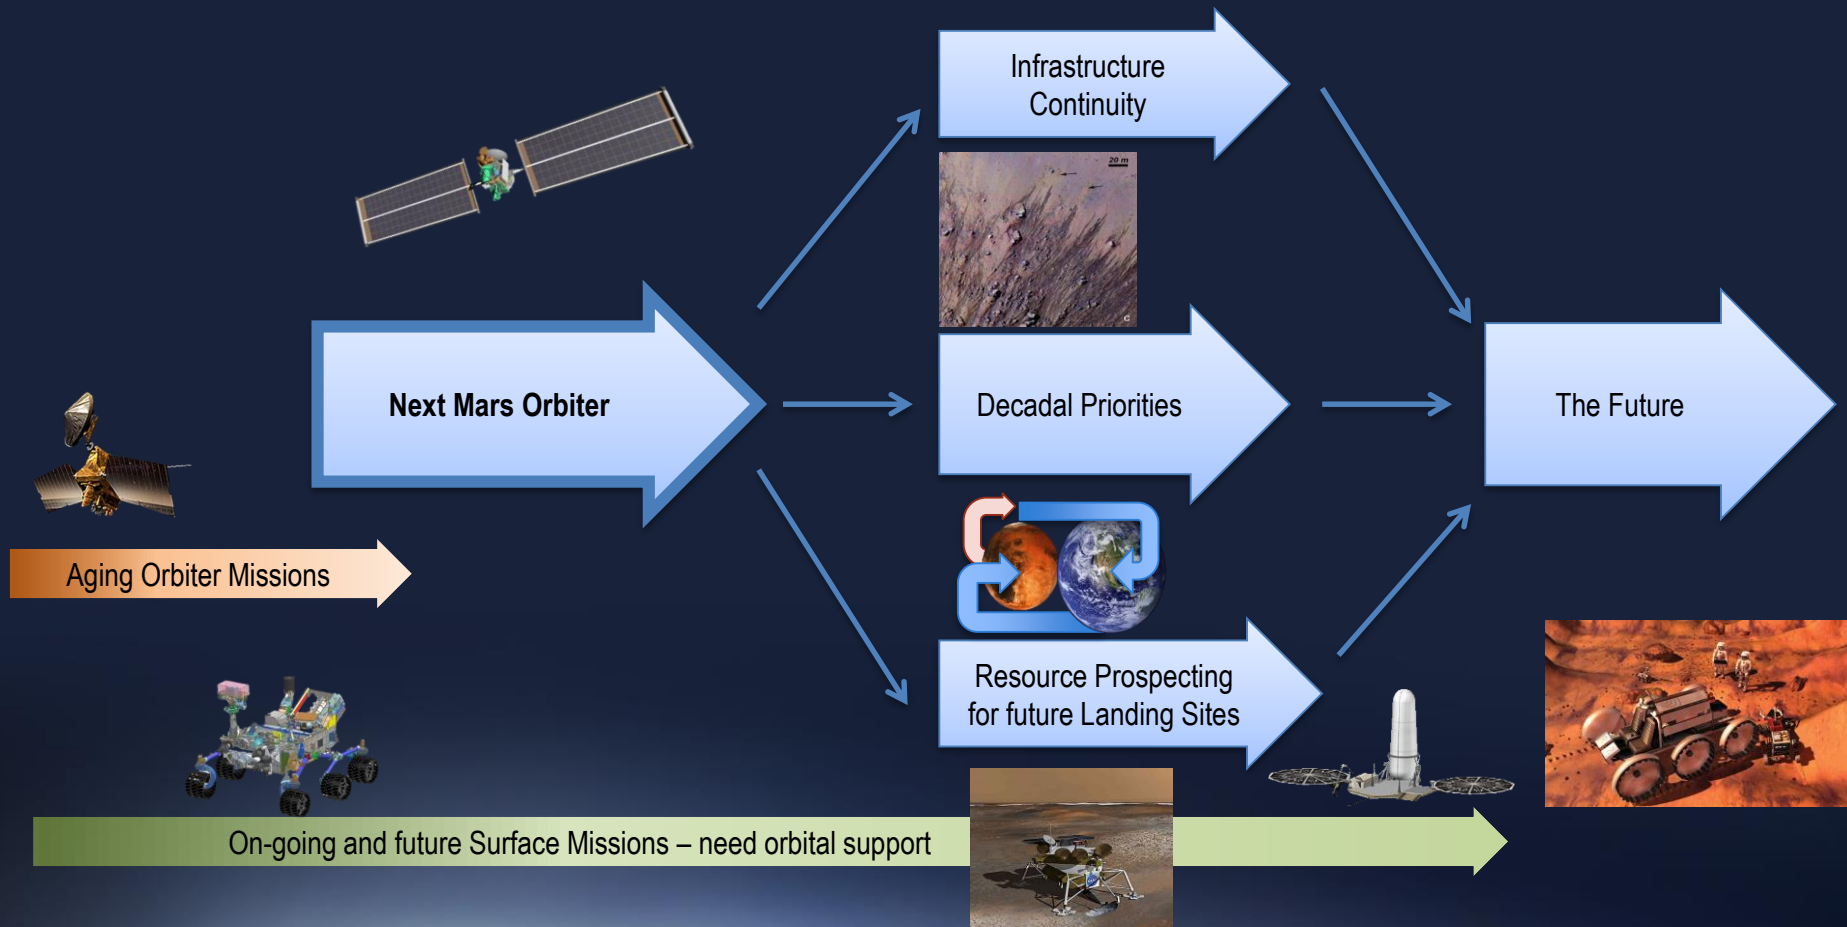 Infrastructure
Continuity
20 m
C
Next Mars Orbiter
Decadal Priorities
The Future
Aging Orbiter Missions
Resource Prospecting
for future Landing Sites
On-going and future Surface Missions – need orbital support